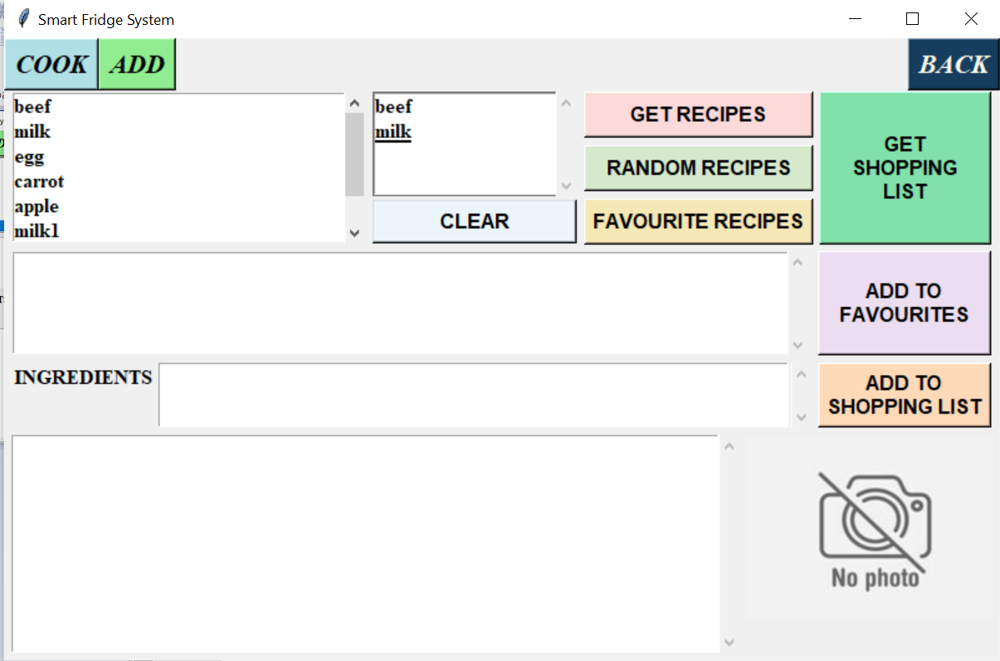 Smart Fridge System
COOK ADD BACK
beef
milk
egg
carrot
apple
milk1
beef
milk
CLEAR
GET RECIPES
RANDOM RECIPES
FAVOURITE RECIPES
GET
SHOPPING
LIST
ADD TO
FAVOURITES
INGREDIENTS
ADD TO
SHOPPING LIST
No photo